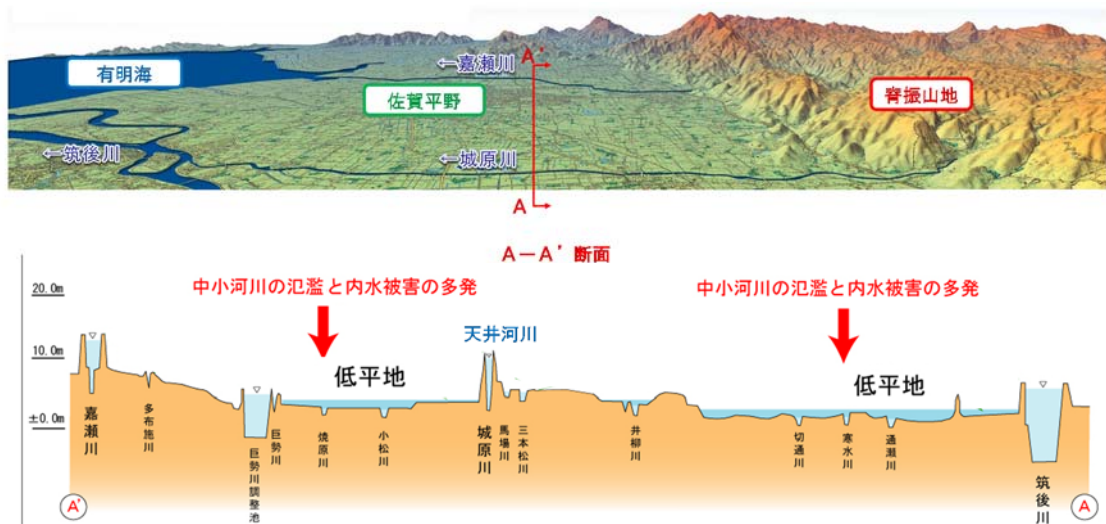 有明海
←嘉瀬川
A'
佐賀平野
脊振山地
←筑後川
←城原川
A
A－A'断面
20.0m
10.0m
±0.0m
中小河川の氾濫と内水被害の多発
中小河川の氾濫と内水被害の多発
天井河川
低平地
低平地
嘉瀬川
多布施川
巨勢川調整池
巨勢川
焼原川
小松川
城原川
馬場川
三本松川
井柳川
切通川
寒水川
通瀬川
筑後川
A'
A